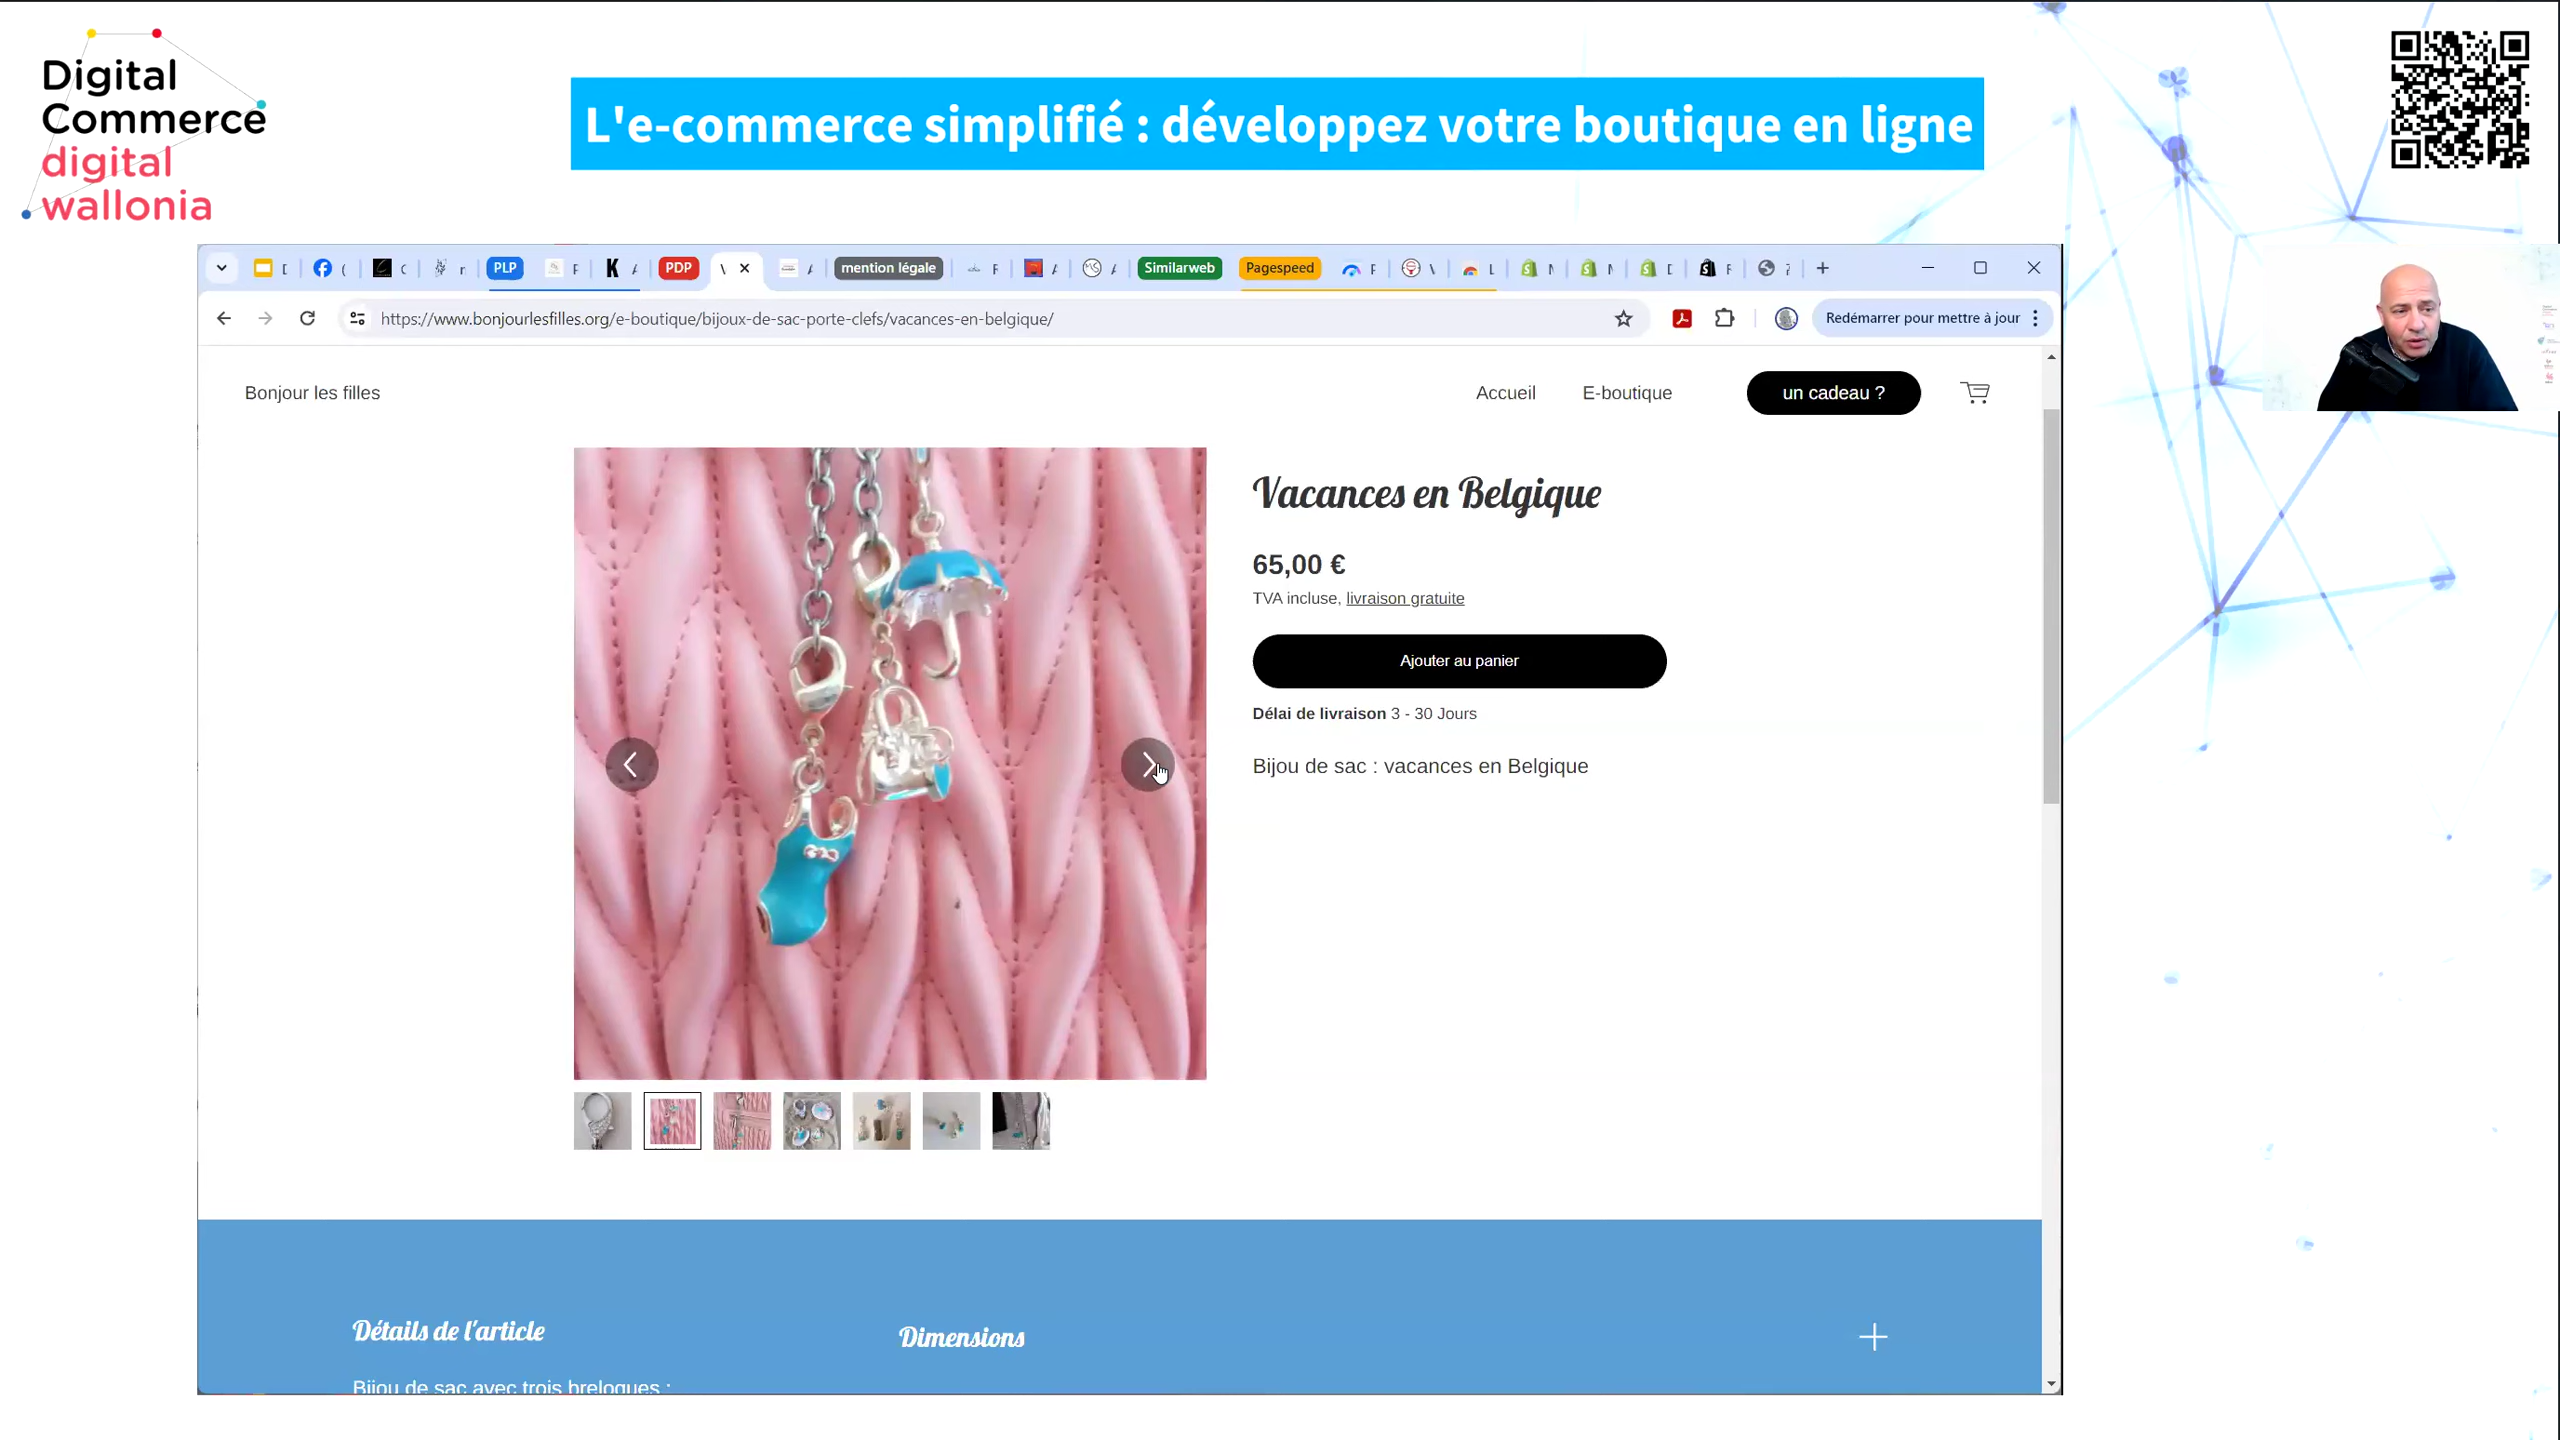 Digital
Commerce
digital
wallonia
L'e-commerce simplifié : développez votre boutique en ligne
PLP
PDP
mention légale
Similarweb
Pagespeed
https://www.bonjourlesfilles.org/e-boutique/bijoux-de-sac-porte-clefs/vacances-en-belgique/
Redémarrer pour mettre à jour
Bonjour les filles
Accueil
E-boutique
un cadeau ?
Vacances en Belgique
65,00 €
TVA incluse, livraison gratuite
Ajouter au panier
Délai de livraison 3 - 30 Jours
Bijou de sac : vacances en Belgique
Détails de l'article
Dimensions
Bijou de sac avec trois breloques :